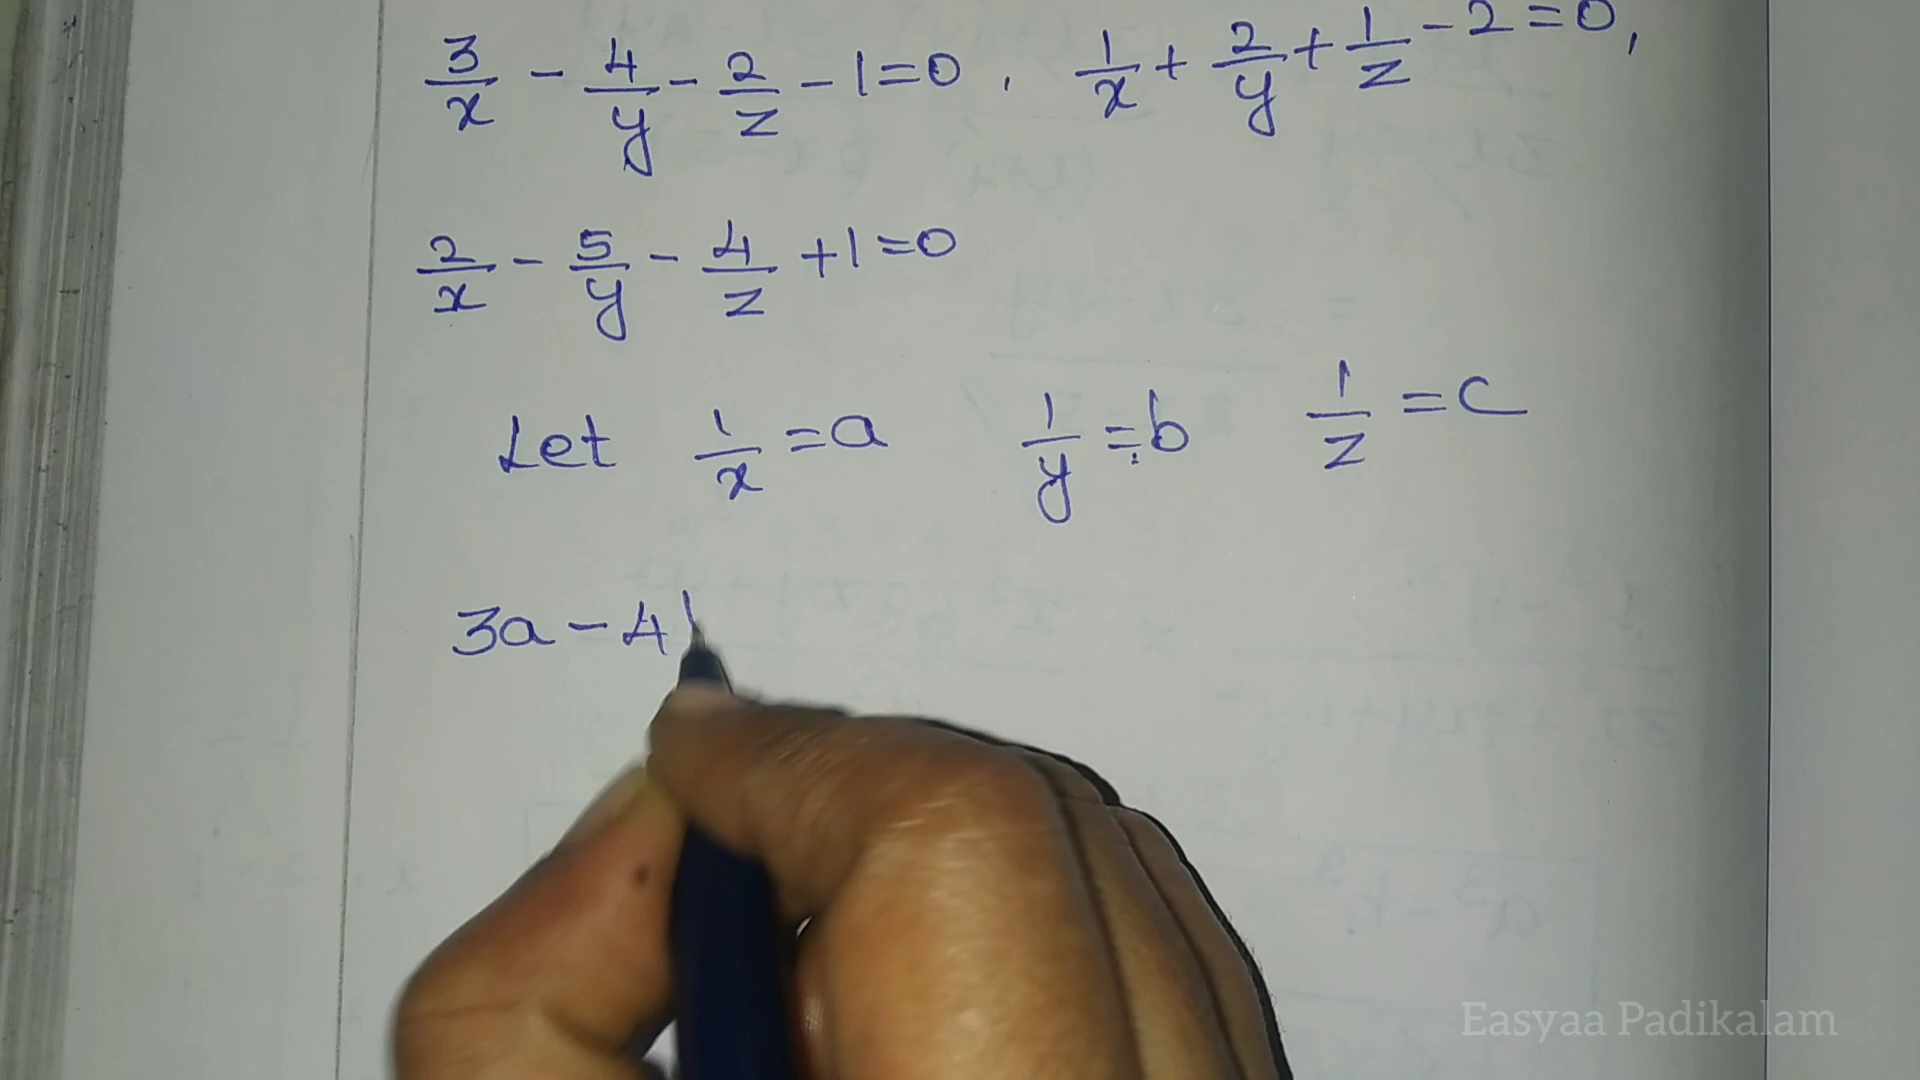 3/x - 4/y - 2/z - 1 = 0 . 1/x + 2/y + 1/z - 2 = 0 ,
2/x - 5/y - 4/z + 1 = 0
Let 1/x = a 1/y = b 1/z = c
3a - 4
Easyaa Padikalam